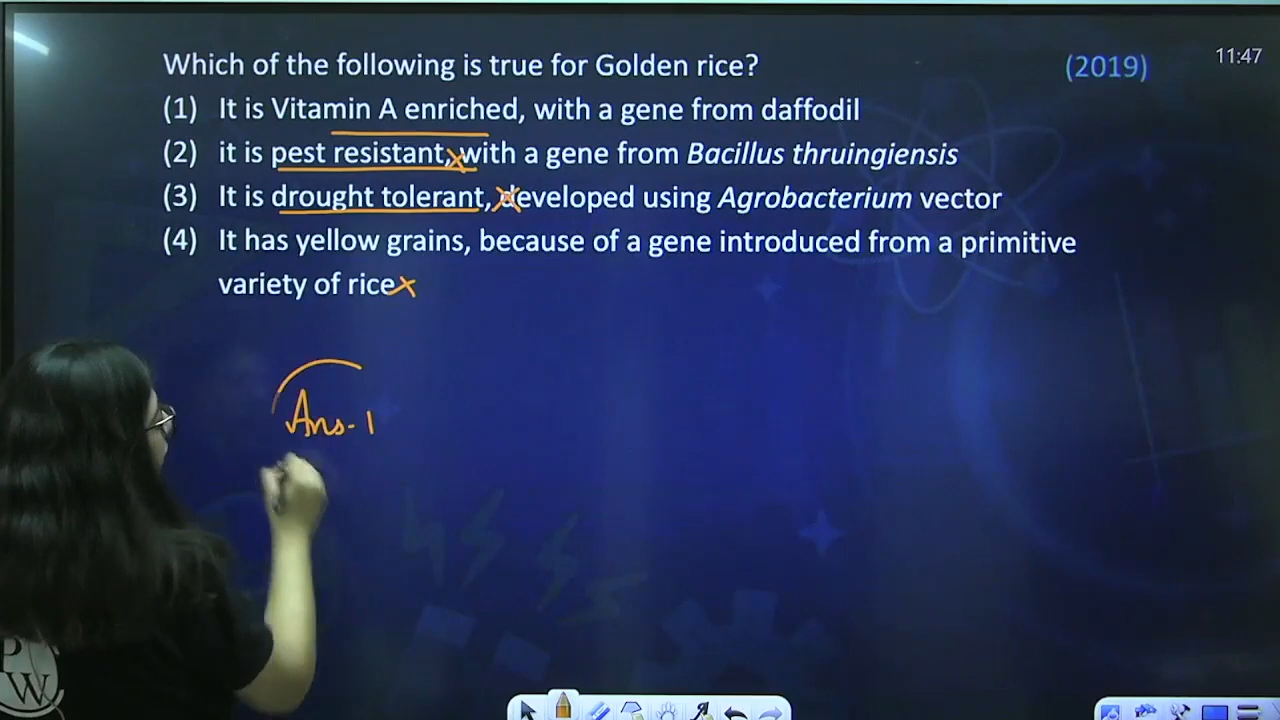 Which of the following is true for Golden rice? (2019) 11:47
(1) It is Vitamin A enriched, with a gene from daffodil
(2) it is pest resistant, with a gene from Bacillus thruingiensis
(3) It is drought tolerant, developed using Agrobacterium vector
(4) It has yellow grains, because of a gene introduced from a primitive
variety of rice
Ans-1
PW